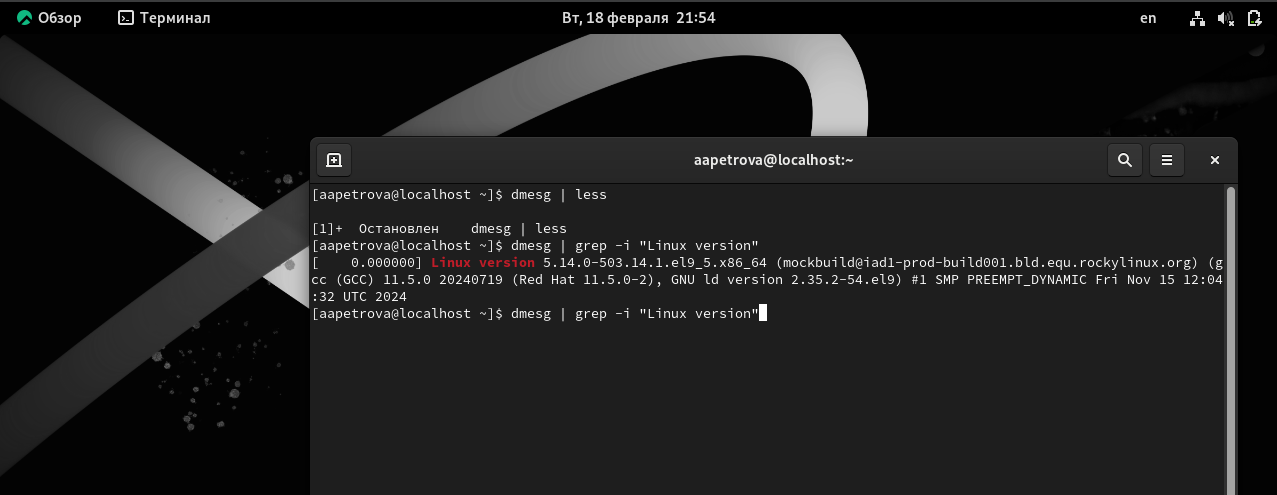 Обзор Терминал Вт, 18 февраля 21:54 en
aapetrova@localhost:~
[aapetrova@localhost ~]$ dmesg | less
[1]+  Остановлен    dmesg | less
[aapetrova@localhost ~]$ dmesg | grep -i "Linux version"
[    0.000000] Linux version 5.14.0-503.14.1.el9_5.x86_64 (mockbuild@iad1-prod-build001.bld.equ.rockylinux.org) (g
cc (GCC) 11.5.0 20240719 (Red Hat 11.5.0-2), GNU ld version 2.35.2-54.el9) #1 SMP PREEMPT_DYNAMIC Fri Nov 15 12:04
:32 UTC 2024
[aapetrova@localhost ~]$ dmesg | grep -i "Linux version"